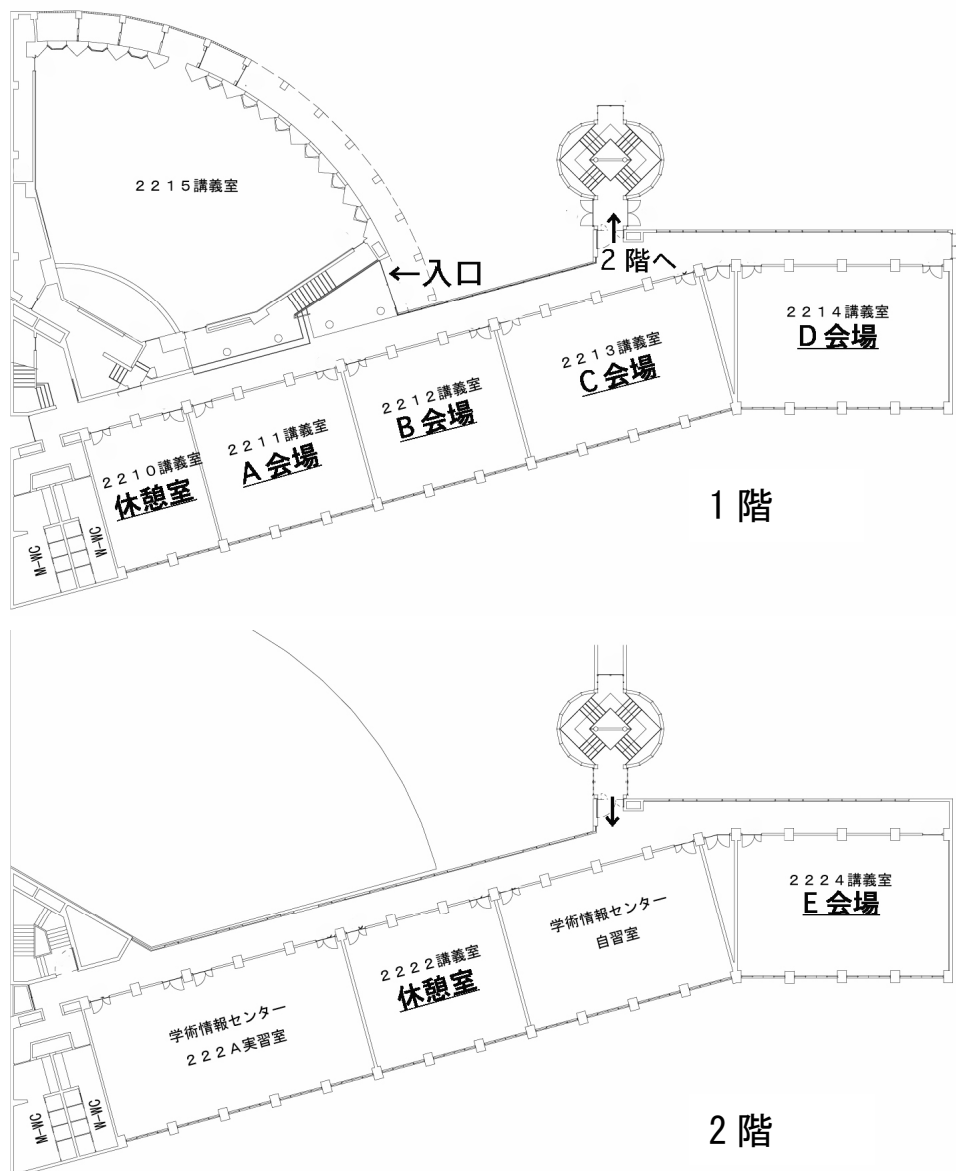 2215講義室
←入口
↑
2階へ
2214講義室
D会場
2213講義室
C会場
2212講義室
B会場
2211講義室
A会場
2210講義室
休憩室
M-WC
W-WC
1階
↓
2224講義室
E会場
学術情報センター
自習室
2222講義室
休憩室
学術情報センター
222A実習室
M-WC
W-WC
2階